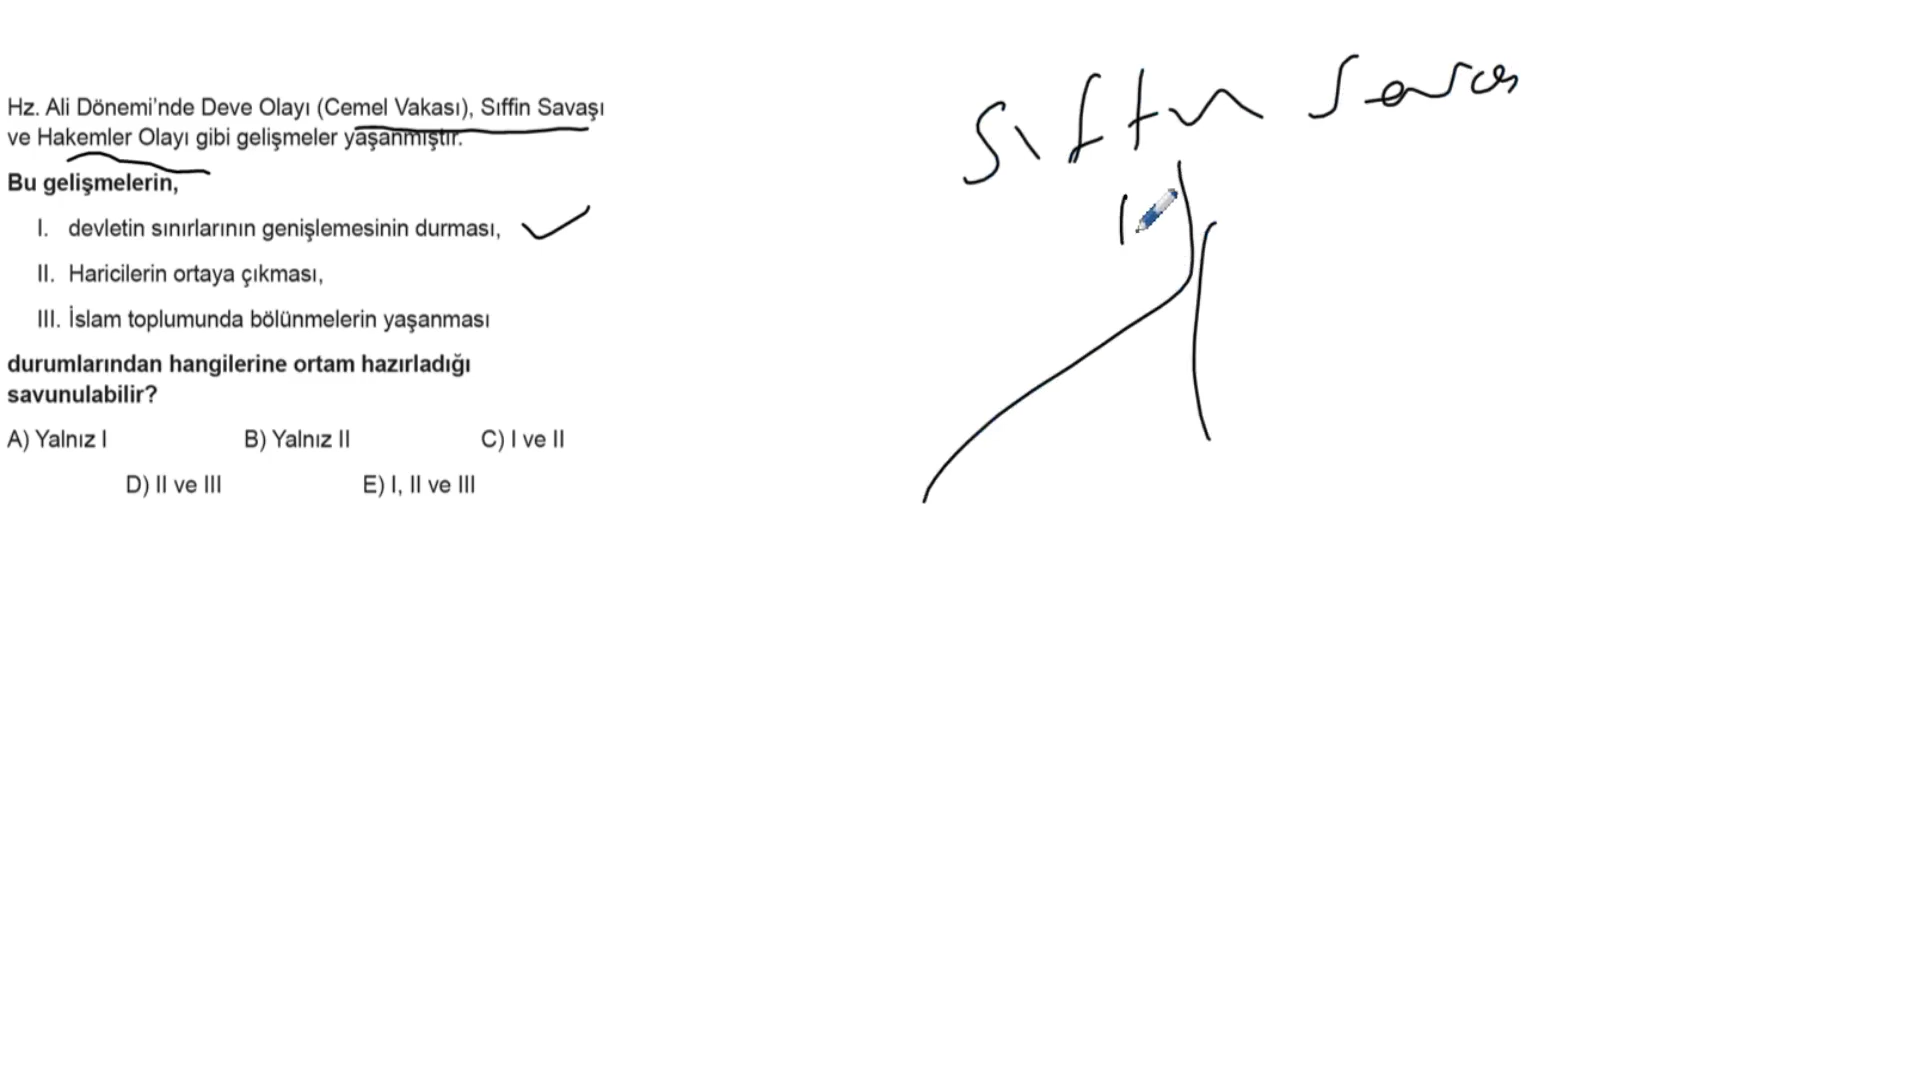 Hz. Ali Dönemi'nde Deve Olayı (Cemel Vakası), Sıffin Savaşı
ve Hakemler Olayı gibi gelişmeler yaşanmıştır.
Bu gelişmelerin,
I. devletin sınırlarının genişlemesinin durması,
II. Haricilerin ortaya çıkması,
III. İslam toplumunda bölünmelerin yaşanması
durumlarından hangilerine ortam hazırladığı
savunulabilir?
A) Yalnız I B) Yalnız II C) I ve II
D) II ve III E) I, II ve III
Sıffın